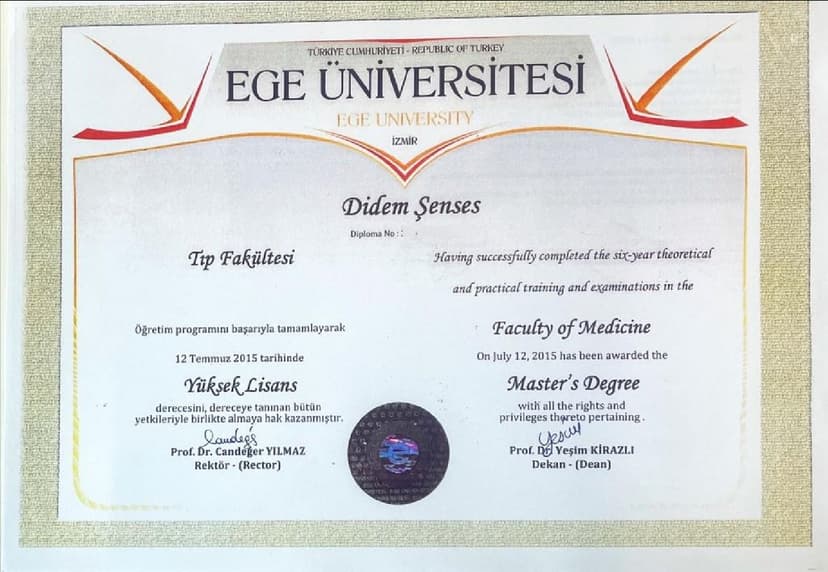 TÜRKİYE CUMHURİYETİ - REPUBLIC OF TURKEY
EGE ÜNİVERSİTESİ
EGE UNIVERSITY
İZMİR
Didem Şenses
Diploma No :
Tıp Fakültesi
Öğretim programını başarıyla tamamlayarak
12 Temmuz 2015 tarihinde
Yüksek Lisans
derecesini, dereceye tanınan bütün
yetkileriyle birlikte almaya hak kazanmıştır.
Prof. Dr. Candeğer YILMAZ
Rektör - (Rector)
Having successfully completed the six-year theoretical
and practical training and examinations in the
Faculty of Medicine
On July 12, 2015 has been awarded the
Master's Degree
with all the rights and
privileges thereto pertaining .
Prof. Dr Yeşim KİRAZLI
Dekan - (Dean)